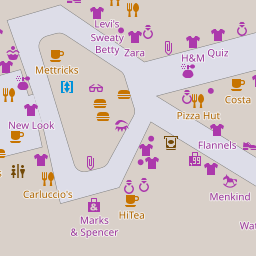 Levi's
Sweaty
Betty
Zara
Quiz
H&M
Mettricks
Costa
Pizza Hut
New Look
Flannels
Carluccio's
Menkind
HiTea
Marks
& Spencer